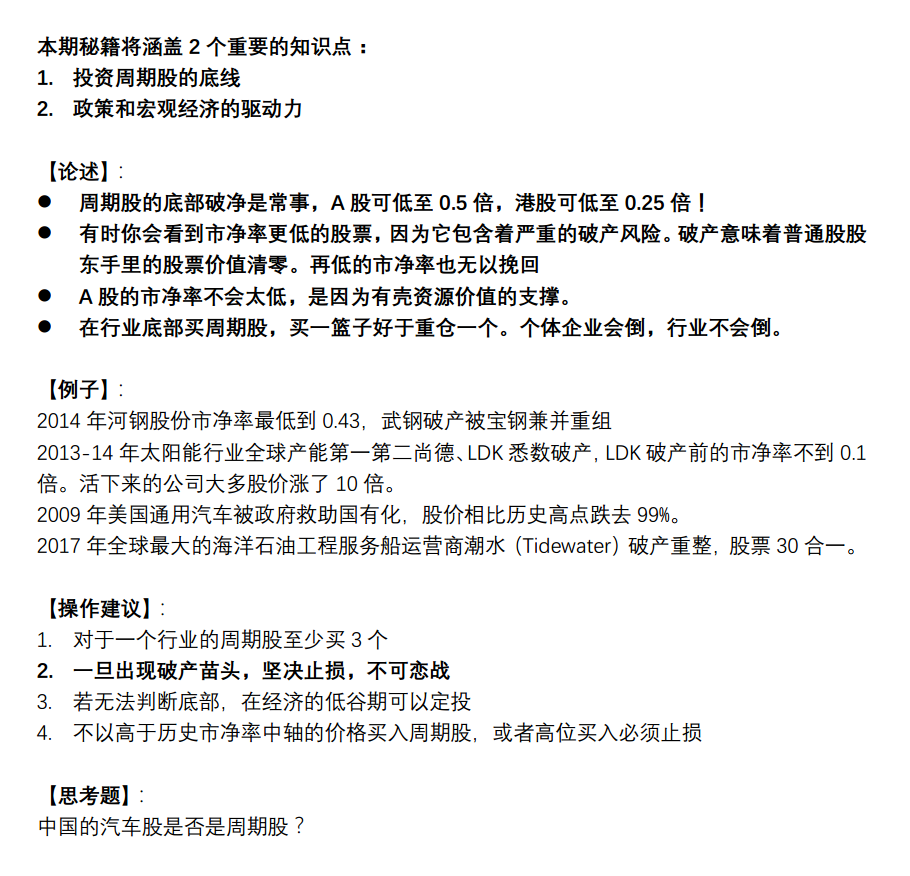 本期秘籍将涵盖 2 个重要的知识点：
1. 投资周期股的底线
2. 政策和宏观经济的驱动力
【论述】:
● 周期股的底部破净是常事，A 股可低至 0.5 倍，港股可低至 0.25 倍！
● 有时你会看到市净率更低的股票，因为它包含着严重的破产风险。破产意味着普通股股
东手里的股票价值清零。再低的市净率也无以挽回
● A 股的市净率不会太低，是因为有壳资源价值的支撑。
● 在行业底部买周期股，买一篮子好于重仓一个。个体企业会倒，行业不会倒。
【例子】:
2014 年河钢股份市净率最低到 0.43，武钢破产被宝钢兼并重组
2013-14 年太阳能行业全球产能第一第二尚德、LDK 悉数破产，LDK 破产前的市净率不到 0.1
倍。活下来的公司大多股价涨了 10 倍。
2009 年美国通用汽车被政府救助国有化，股价相比历史高点跌去 99%。
2017 年全球最大的海洋石油工程服务船运营商潮水（Tidewater）破产重整，股票 30 合一。
【操作建议】:
1. 对于一个行业的周期股至少买 3 个
2. 一旦出现破产苗头，坚决止损，不可恋战
3. 若无法判断底部，在经济的低谷期可以定投
4. 不以高于历史市净率中轴的价格买入周期股，或者高位买入必须止损
【思考题】:
中国的汽车股是否是周期股？